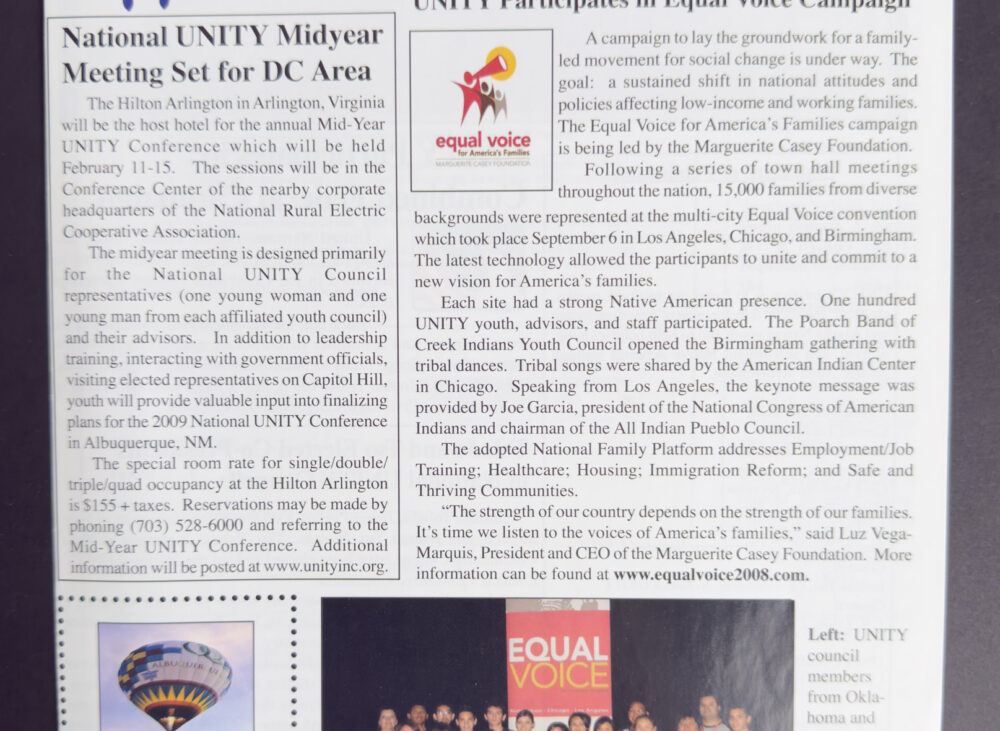 National UNITY Midyear
Meeting Set for DC Area
The Hilton Arlington in Arlington, Virginia
will be the host hotel for the annual Mid-Year
UNITY Conference which will be held
February 11-15. The sessions will be in the
Conference Center of the nearby corporate
headquarters of the National Rural Electric
Cooperative Association.
The midyear meeting is designed primarily
for the National UNITY Council
representatives (one young woman and one
young man from each affiliated youth council)
and their advisors. In addition to leadership
training, interacting with government officials,
visiting elected representatives on Capitol Hill,
youth will provide valuable input into finalizing
plans for the 2009 National UNITY Conference
in Albuquerque, NM.
The special room rate for single/double/
triple/quad occupancy at the Hilton Arlington
is $155 + taxes. Reservations may be made by
phoning (703) 528-6000 and referring to the
Mid-Year UNITY Conference. Additional
information will be posted at www.unityinc.org.
UNITY Participates in Equal Voice Campaign
equal voice
for America's Families
MARGUERITE CASEY FOUNDATION
A campaign to lay the groundwork for a family-
led movement for social change is under way. The
goal: a sustained shift in national attitudes and
policies affecting low-income and working families.
The Equal Voice for America's Families campaign
is being led by the Marguerite Casey Foundation.
Following a series of town hall meetings
throughout the nation, 15,000 families from diverse
backgrounds were represented at the multi-city Equal Voice convention
which took place September 6 in Los Angeles, Chicago, and Birmingham.
The latest technology allowed the participants to unite and commit to a
new vision for America's families.
Each site had a strong Native American presence. One hundred
UNITY youth, advisors, and staff participated. The Poarch Band of
Creek Indians Youth Council opened the Birmingham gathering with
tribal dances. Tribal songs were shared by the American Indian Center
in Chicago. Speaking from Los Angeles, the keynote message was
provided by Joe Garcia, president of the National Congress of American
Indians and chairman of the All Indian Pueblo Council.
The adopted National Family Platform addresses Employment/Job
Training; Healthcare; Housing; Immigration Reform; and Safe and
Thriving Communities.
"The strength of our country depends on the strength of our families.
It's time we listen to the voices of America's families," said Luz Vega-
Marquis, President and CEO of the Marguerite Casey Foundation. More
information can be found at www.equalvoice2008.com.
EQUAL
VOICE
Chicago Los Angeles
Left: UNITY
council
members
from Okla-
homa and